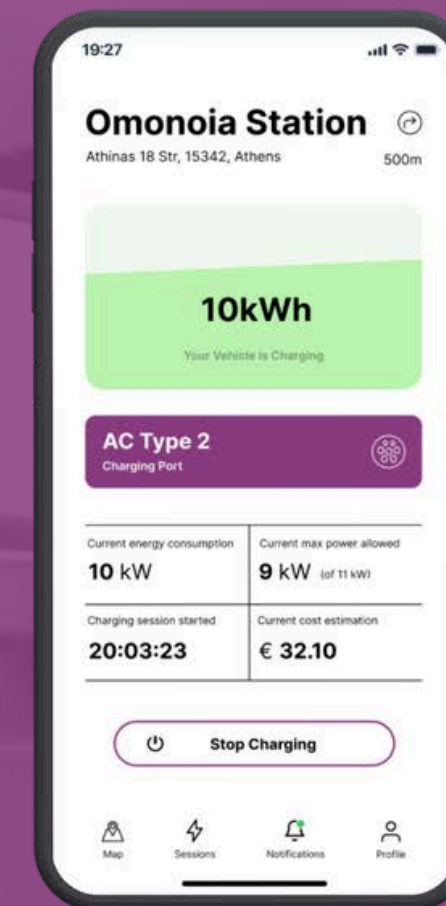 19:27
Omonoia Station
Athinas 18 Str, 15342, Athens
500m
10kWh
Your Vehicle is Charging
AC Type 2
Charging Port
Current energy consumption
10 kW
Current max power allowed
9 kW (of 11 kW)
Charging session started
20:03:23
Current cost estimation
€ 32.10
Stop Charging
Map
Sessions
Notifications
Profile